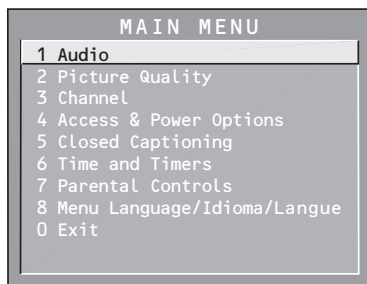 MAIN MENU
1 Audio
2 Picture Quality
3 Channel
4 Access & Power Options
5 Closed Captioning
6 Time and Timers
7 Parental Controls
8 Menu Language/Idioma/Langue
0 Exit